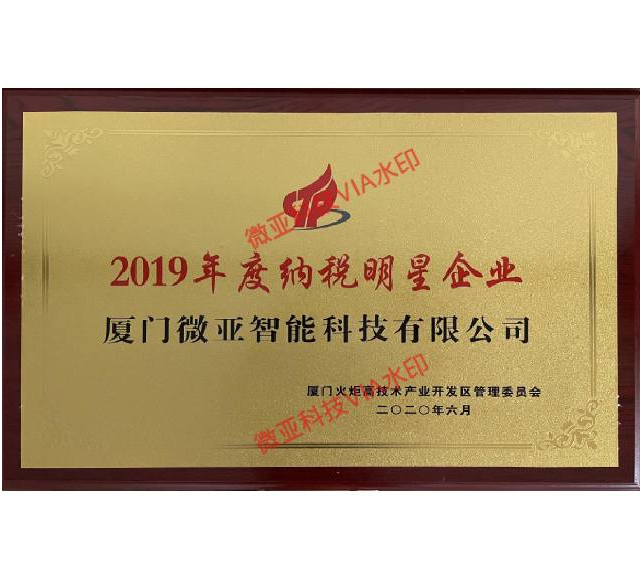 微亚科技VIA水印
2019年度纳税明星企业
厦门微亚智能科技有限公司
厦门火炬高技术产业开发区管理委员会
二〇二〇年六月
微亚科技VIA水印